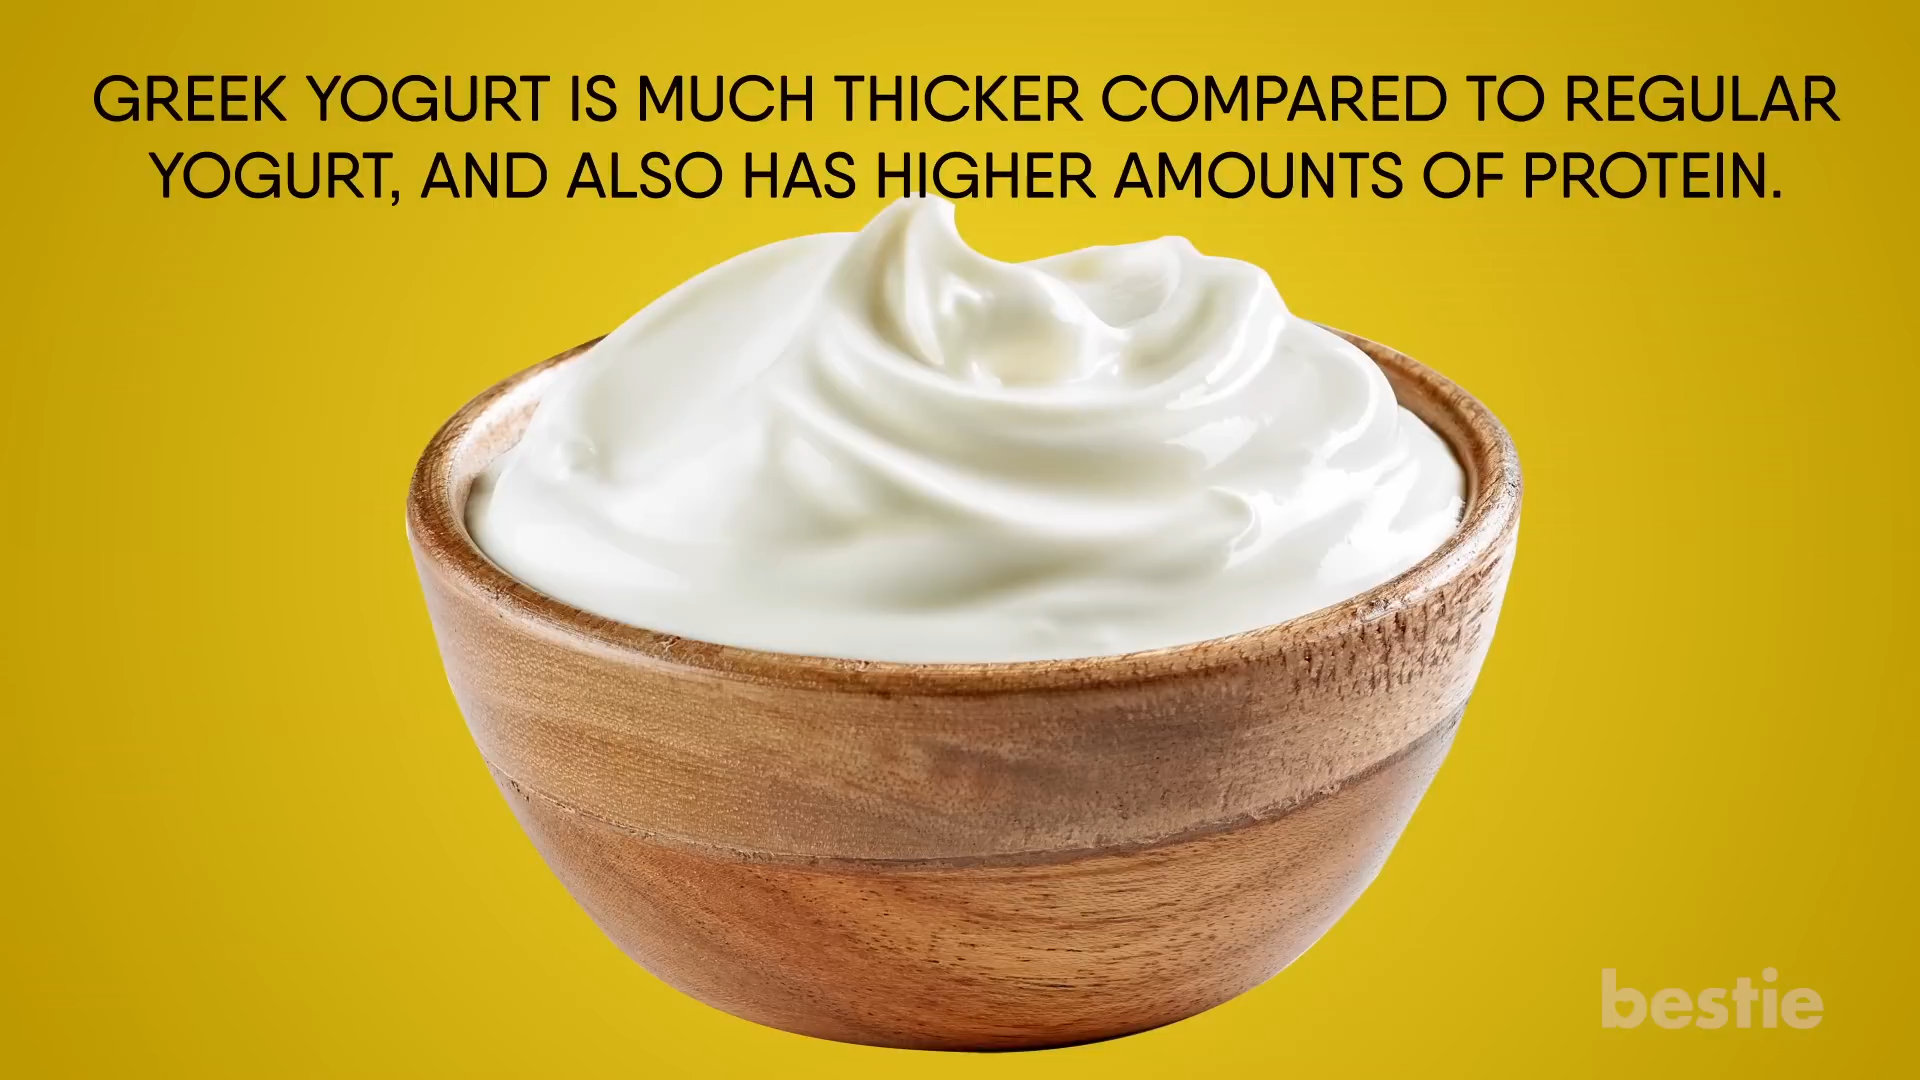 GREEK YOGURT IS MUCH THICKER COMPARED TO REGULAR
YOGURT, AND ALSO HAS HIGHER AMOUNTS OF PROTEIN.
bestie